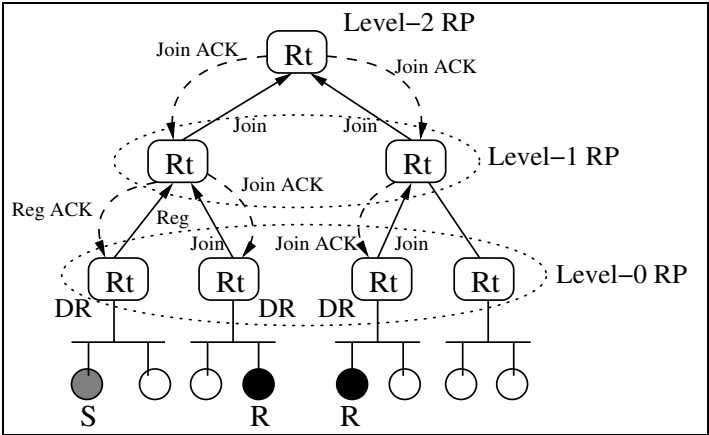 Level−2 RP
Join ACK
Rt
Join ACK
Join
Join
Rt
Rt
Level−1 RP
Join ACK
Reg ACK
Reg
Join
Join ACK
Join
Rt
Rt
Rt
Rt
Level−0 RP
DR
DR
DR
S
R
R